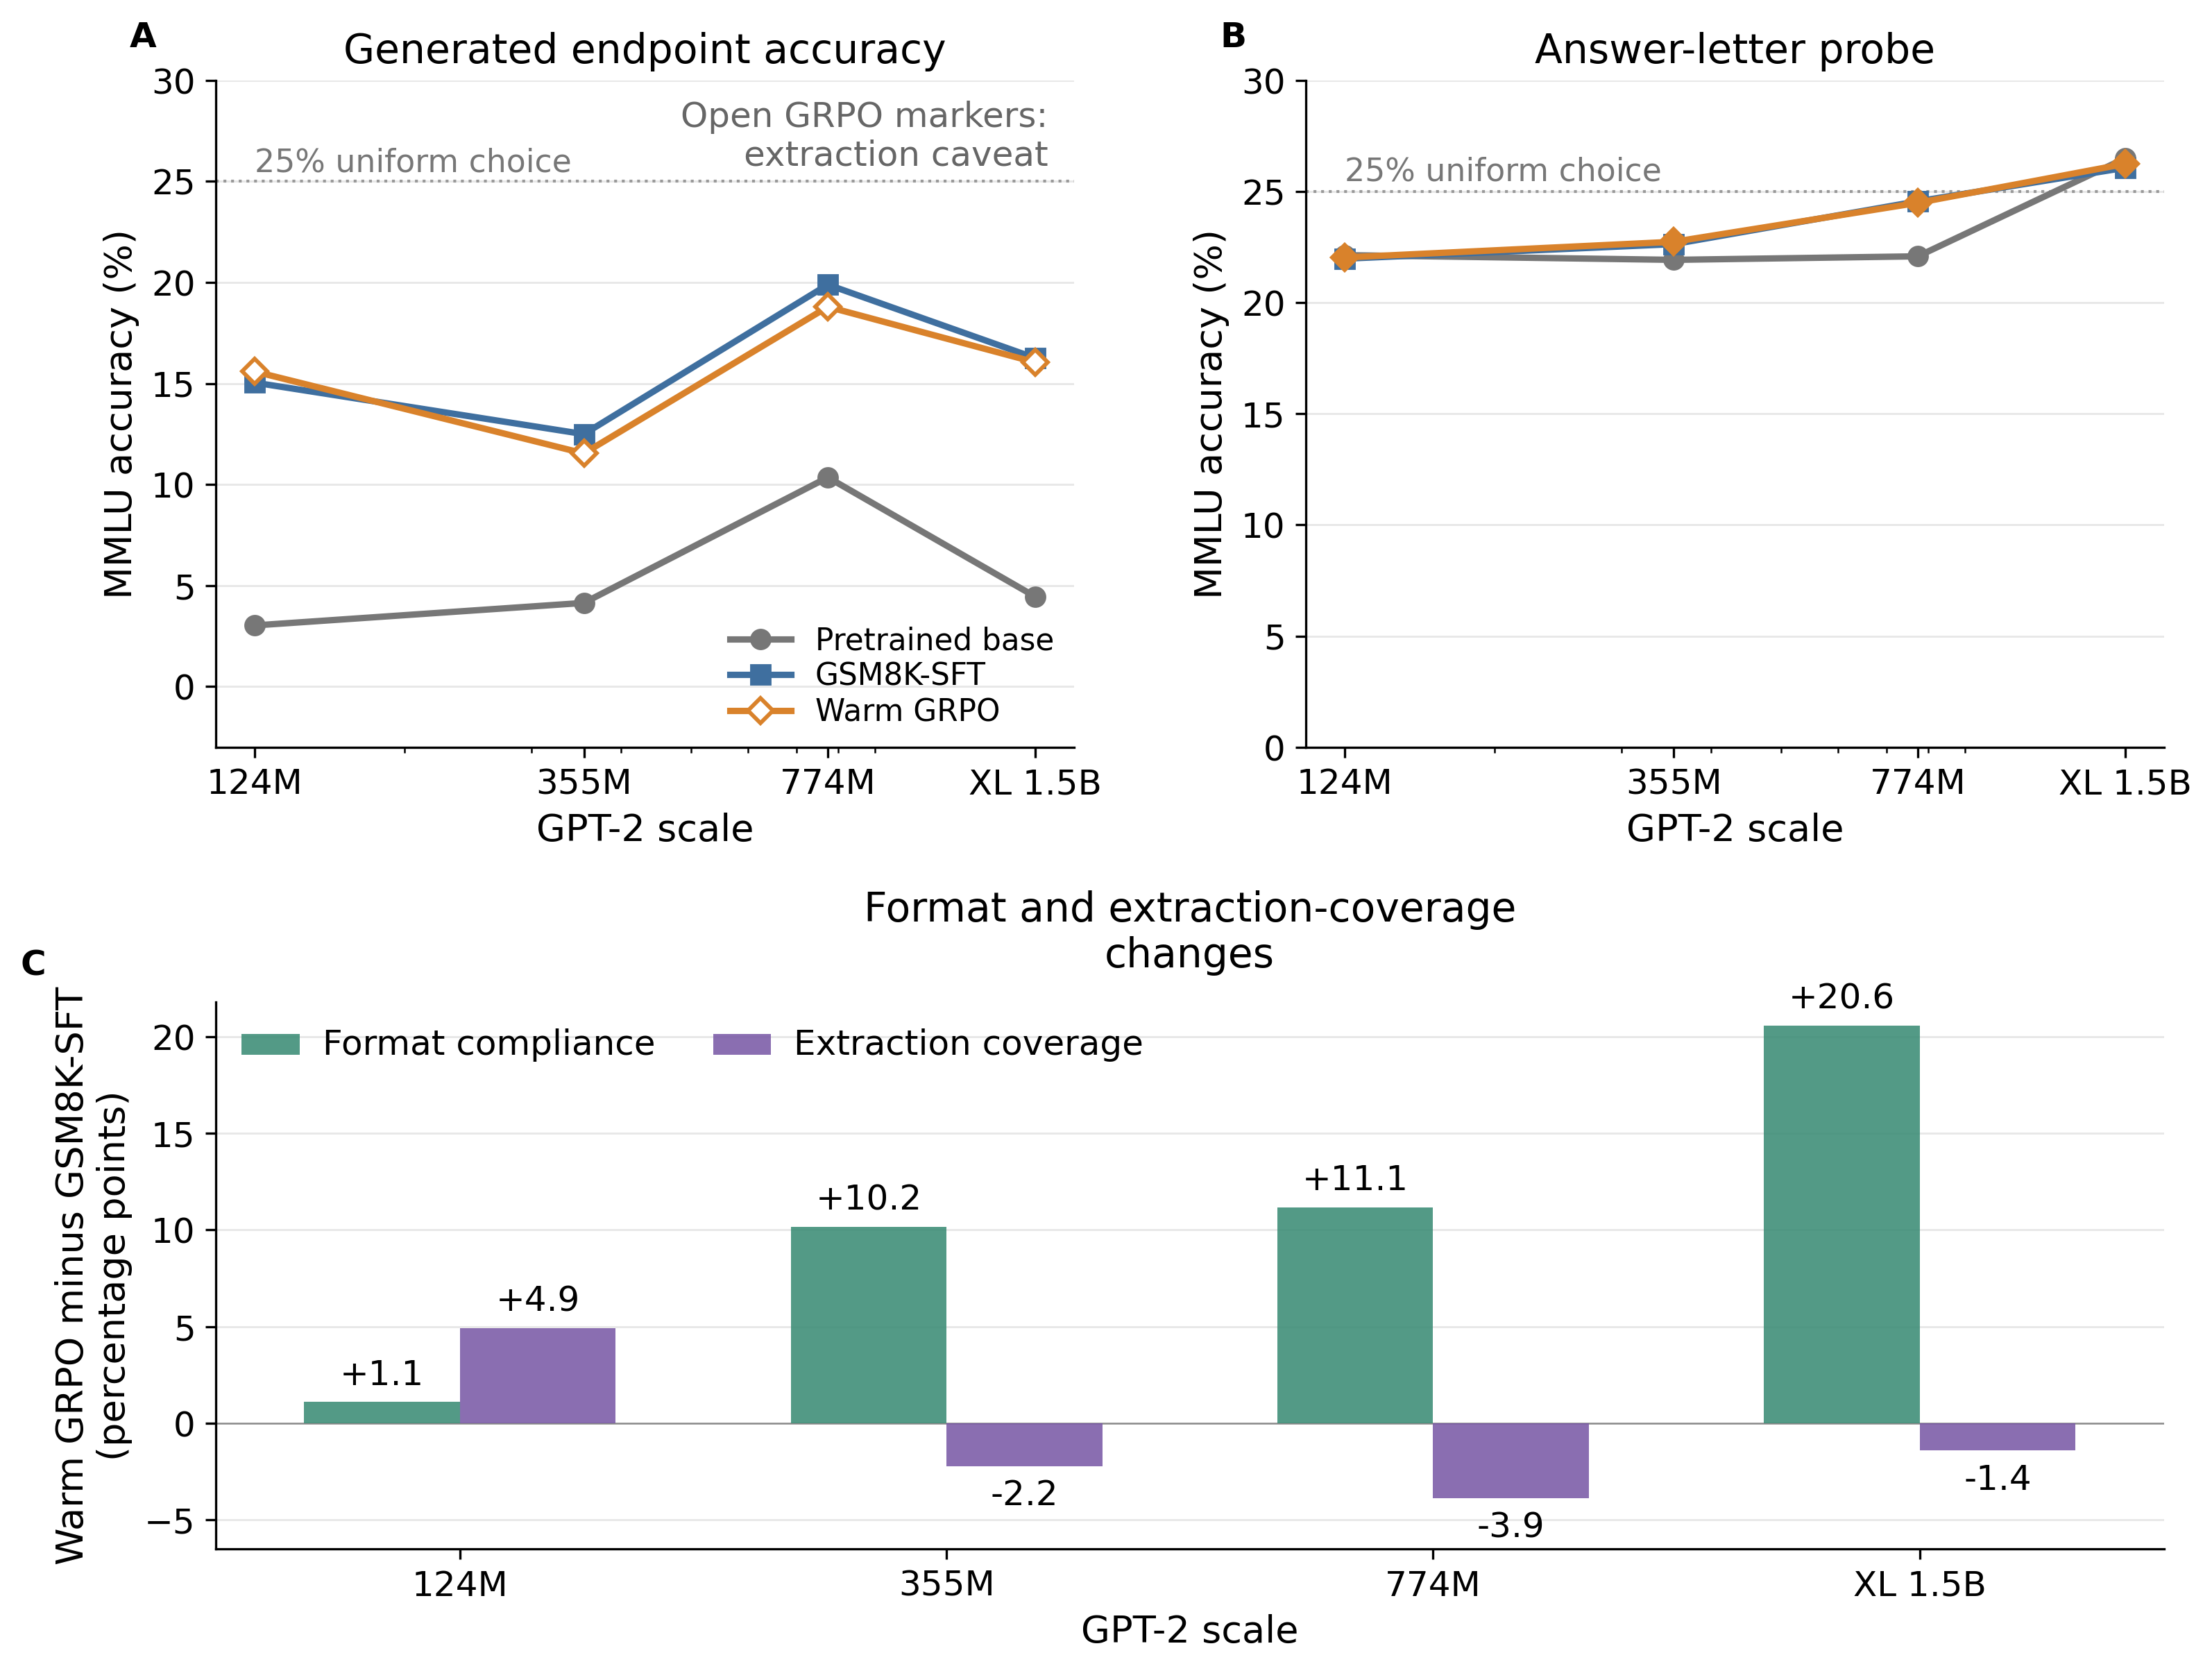 A
Generated endpoint accuracy
30
25
20
15
10
5
0
MMLU accuracy (%)
Open GRPO markers:
extraction caveat
25% uniform choice
Pretrained base
GSM8K-SFT
Warm GRPO
124M 355M 774M XL 1.5B
GPT-2 scale
B
Answer-letter probe
30
25
20
15
10
5
0
MMLU accuracy (%)
25% uniform choice
124M 355M 774M XL 1.5B
GPT-2 scale
C
Format and extraction-coverage
changes
Warm GRPO minus GSM8K-SFT
(percentage points)
20
15
10
5
0
−5
Format compliance Extraction coverage
+1.1
+4.9
+10.2
-2.2
+11.1
-3.9
+20.6
-1.4
124M 355M 774M XL 1.5B
GPT-2 scale